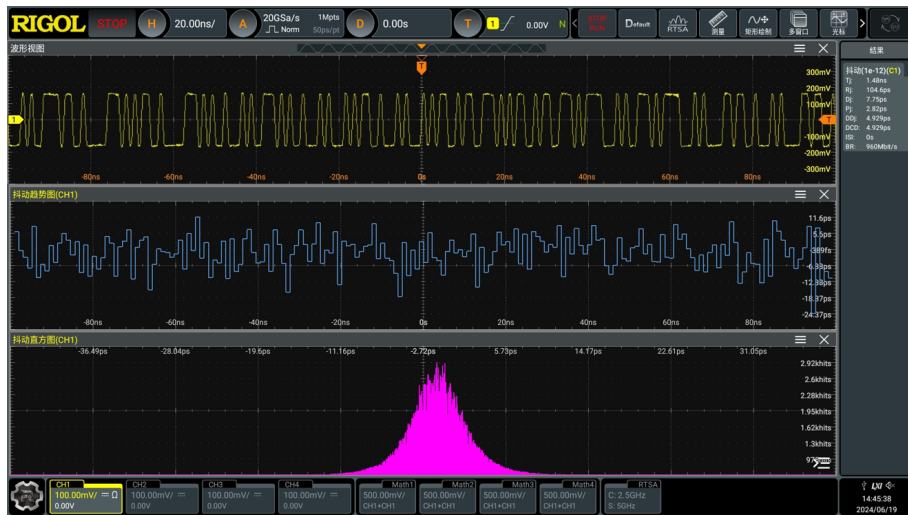 RIGOL STOP H 20.00ns/ A 20GSa/s 1Mpts D 0.00s T 1 0.00V N STOP RUN Default RTSA 测量 矩形绘制 多窗口 光标
Norm 50ps/pt
波形视图
结果
抖动(1e-12)(C1)
Tj: 1.48ns
Rj: 104.6ps
Dj: 7.75ps
Pj: 2.82ps
DDj: 4.929ps
DCD: 4.929ps
ISI: 0s
BR: 960Mbit/s
T
300mV
200mV
100mV
1
T
-100mV
-200mV
-300mV
-80ns -60ns -40ns -20ns 0s 20ns 40ns 60ns 80ns
抖动趋势图(CH1)
11.6ps
5.5ps
-389fs
-6.33ps
-12.33ps
-18.37ps
-24.37ps
-80ns -60ns -40ns -20ns 0s 20ns 40ns 60ns 80ns
抖动直方图(CH1)
-36.49ps -28.04ps -19.6ps -11.16ps -2.72ps 5.73ps 14.17ps 22.61ps 31.05ps
2.92khits
2.6khits
2.28khits
1.95khits
1.62khits
1.3khits
CH1 CH2 CH3 CH4 Math1 Math2 Math3 Math4 RTSA
100.00mV/ Ω 100.00mV/ 100.00mV/ 100.00mV/ 500.00mV/ 500.00mV/ 500.00mV/ 500.00mV/ C: 2.5GHz
0.00V 0.00V 0.00V 0.00V CH1+CH1 CH1+CH1 CH1+CH1 CH1+CH1 S: 5GHz
LXI
14:45:38
2024/06/19